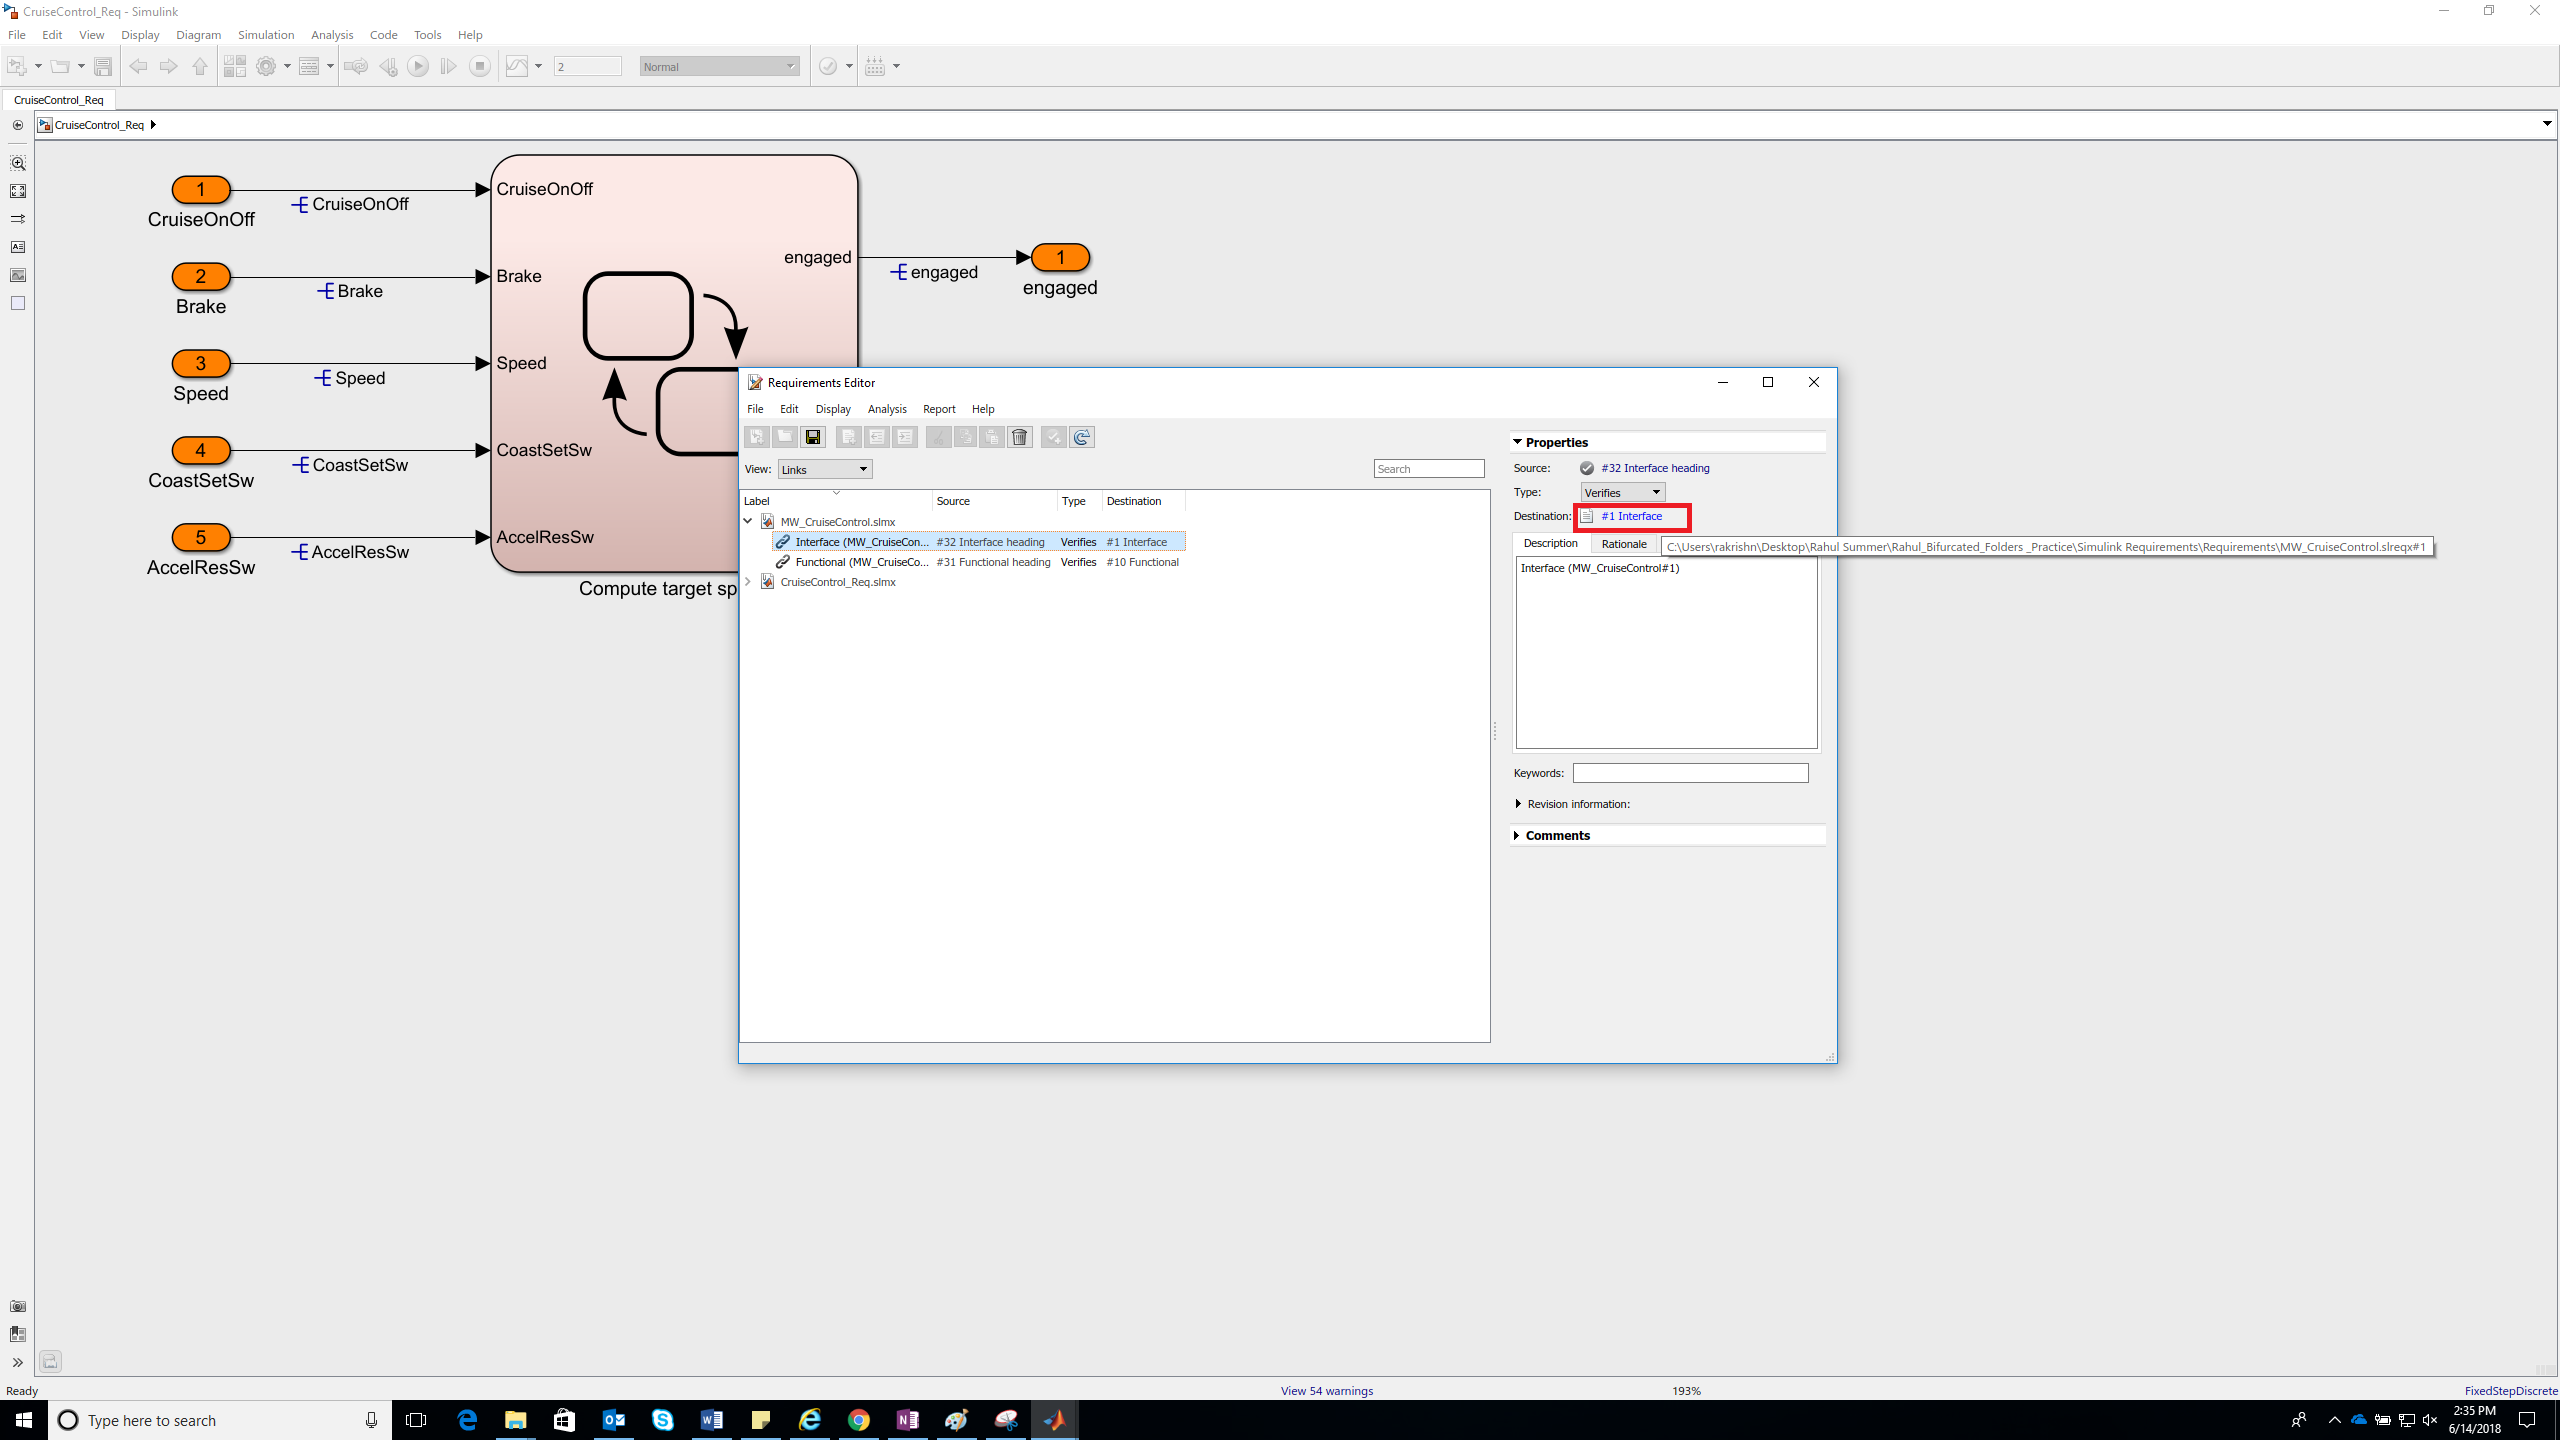 CruiseControl_Req - Simulink
File Edit View Display Diagram Simulation Analysis Code Tools Help
2 Normal
CruiseControl_Req
CruiseControl_Req
1 CruiseOnOff
CruiseOnOff CruiseOnOff
2 Brake
Brake Brake
3 Speed
Speed Speed
4 CoastSetSw
CoastSetSw CoastSetSw
5 AccelResSw
AccelResSw AccelResSw
engaged 1
engaged
engaged
Compute target sp
Requirements Editor
File Edit Display Analysis Report Help
View: Links Search
Label Source Type Destination
MW_CruiseControl.slmx
Interface (MW_CruiseCon... #32 Interface heading Verifies #1 Interface
Functional (MW_CruiseCo... #31 Functional heading Verifies #10 Functional
CruiseControl_Req.slmx
Properties
Source: #32 Interface heading
Type: Verifies
Destination: #1 Interface
Description Rationale
C:\Users\rakrishn\Desktop\Rahul Summer\Rahul_Bifurcated_Folders _Practice\Simulink Requirements\Requirements\MW_CruiseControl.slreqx#1
Interface (MW_CruiseControl#1)
Keywords:
Revision information:
Comments
Ready View 54 warnings 193% FixedStepDiscrete
Type here to search
2:35 PM
6/14/2018